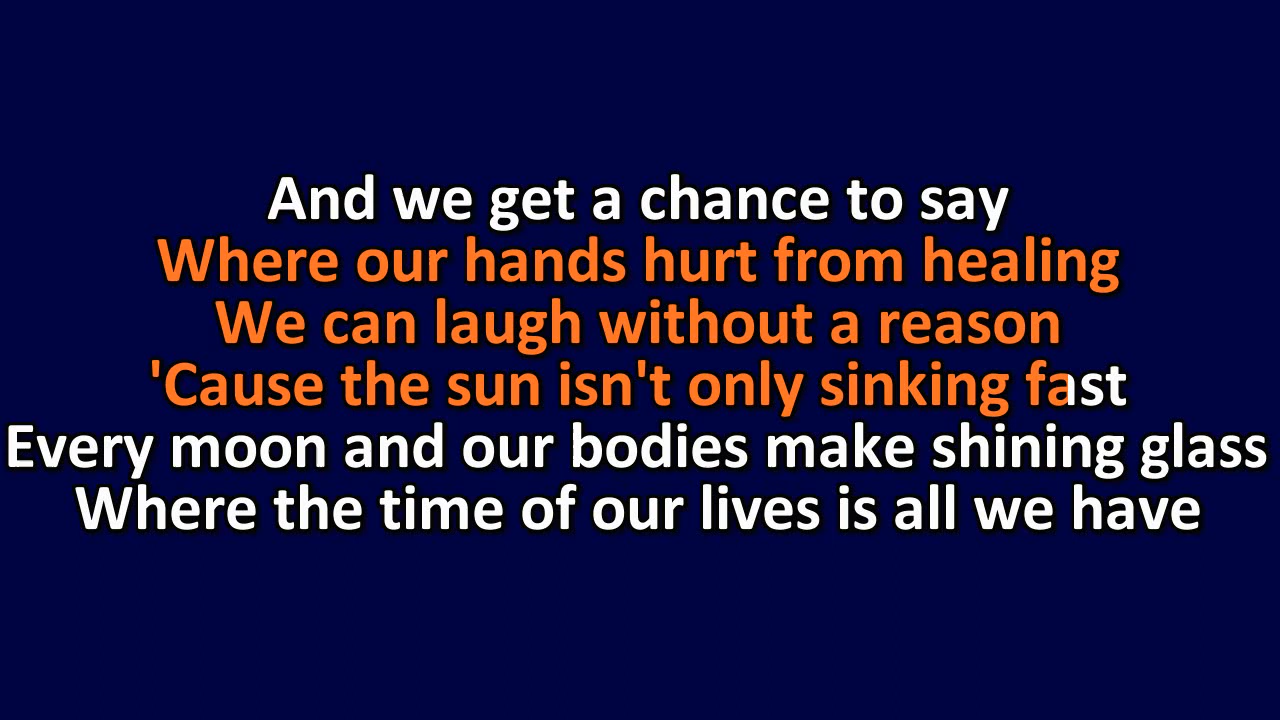 And we get a chance to say
Where our hands hurt from healing
We can laugh without a reason
'Cause the sun isn't only sinking fast
Every moon and our bodies make shining glass
Where the time of our lives is all we have